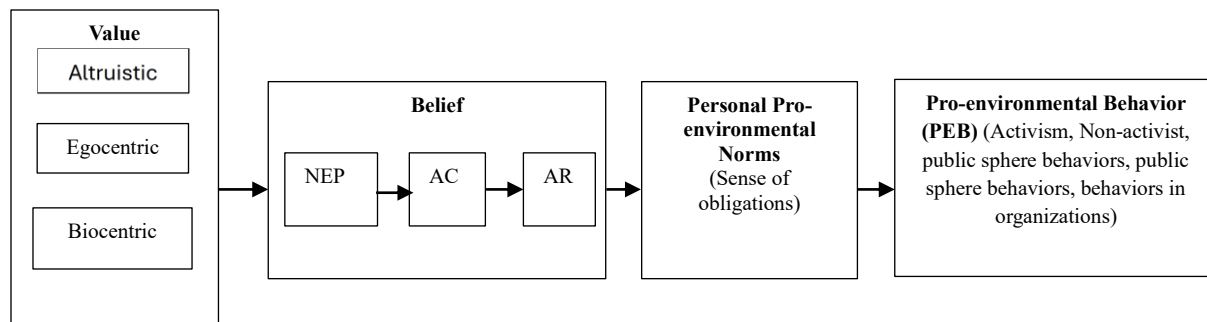 Value
Altruistic
Egocentric
Biocentric
Belief
NEP
AC
AR
Personal Pro-
environmental
Norms
(Sense of
obligations)
Pro-environmental Behavior
(PEB) (Activism, Non-activist,
public sphere behaviors, public
sphere behaviors, behaviors in
organizations)